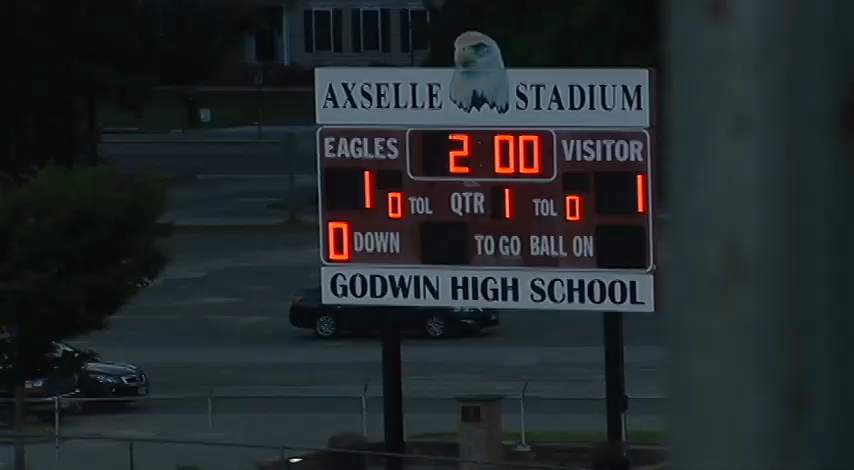 AXSELLE STADIUM
EAGLES 2:00 VISITOR
1 0 TOL QTR 1 TOL 0 1
0 DOWN TO GO BALL ON
GODWIN HIGH SCHOOL